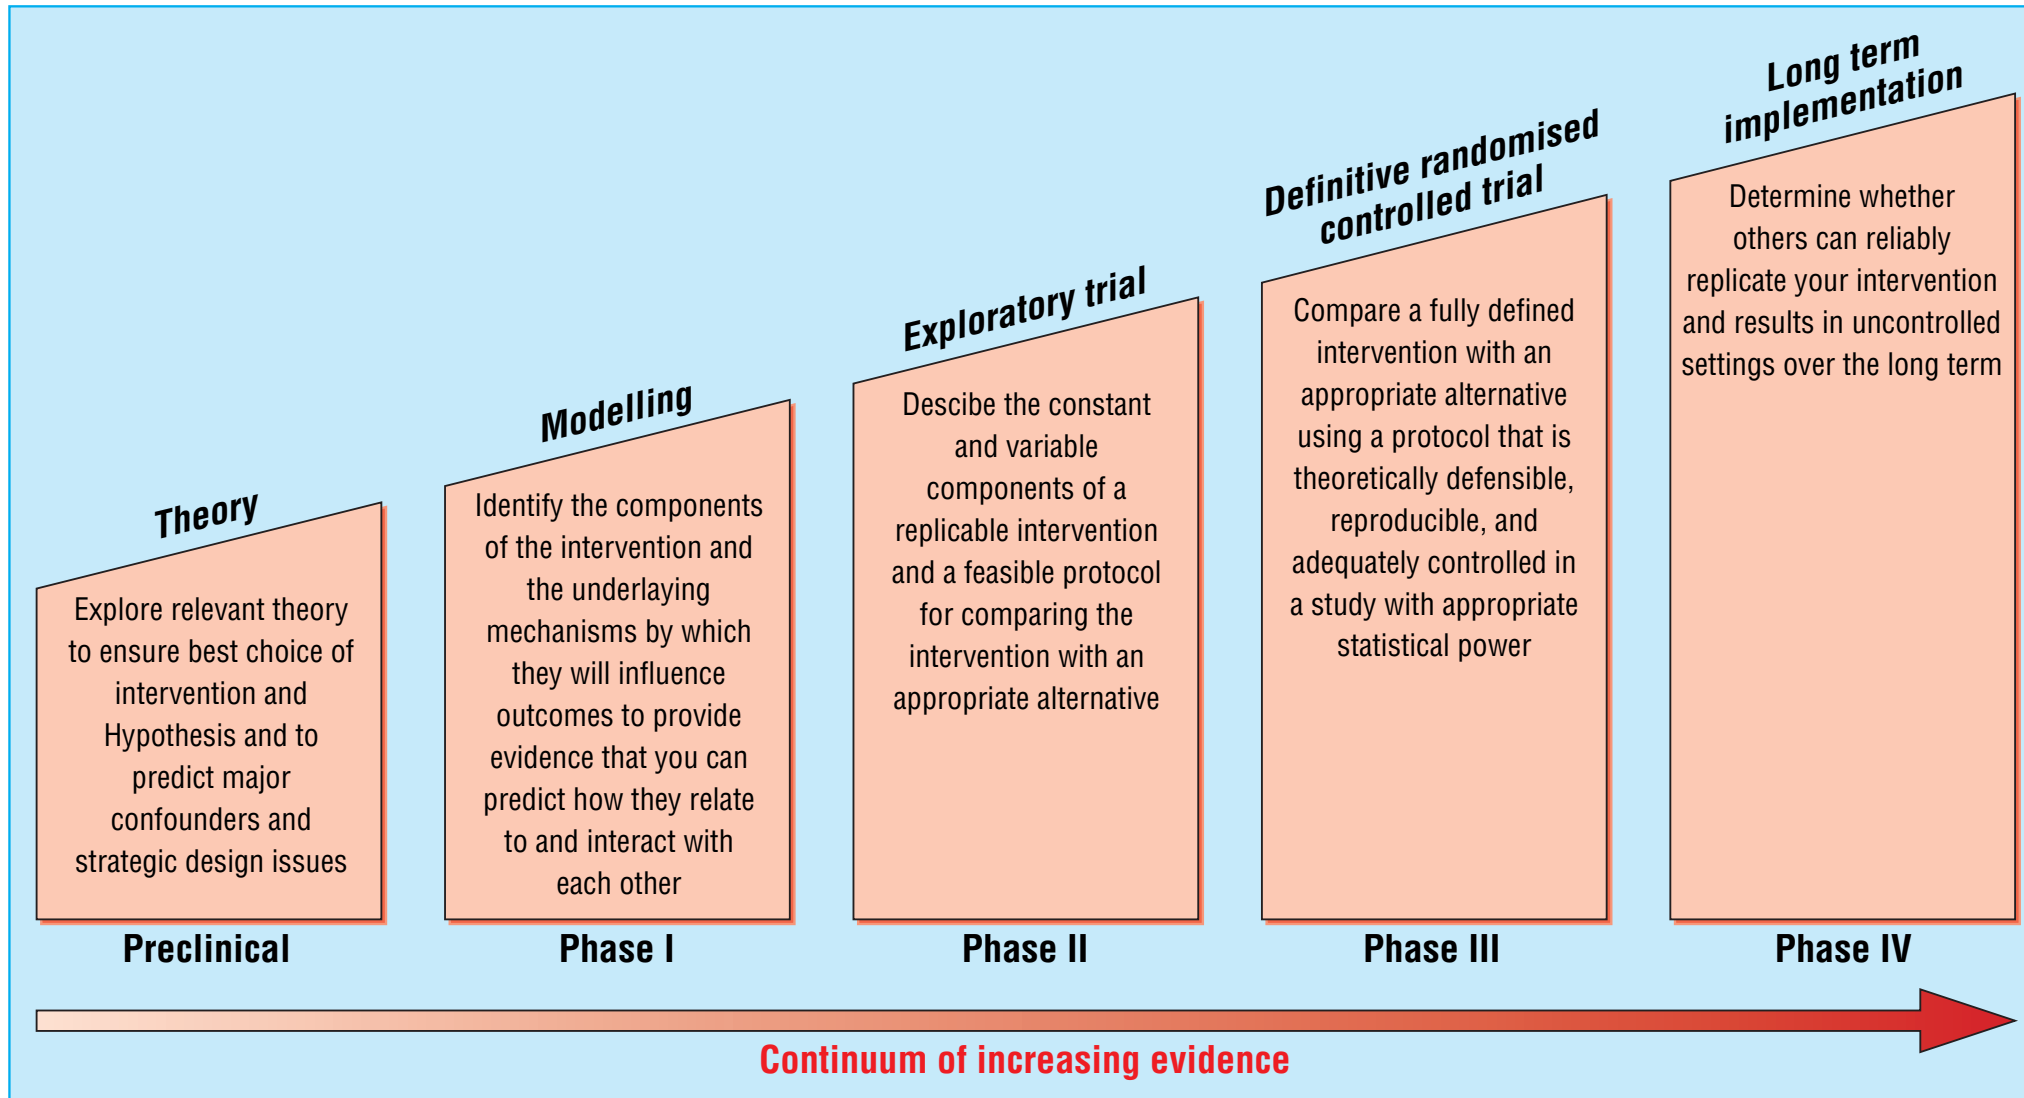 Theory
Explore relevant theory
to ensure best choice of
intervention and
Hypothesis and to
predict major
confounders and
strategic design issues
Preclinical
Modelling
Identify the components
of the intervention and
the underlaying
mechanisms by which
they will influence
outcomes to provide
evidence that you can
predict how they relate
to and interact with
each other
Phase I
Exploratory trial
Descibe the constant
and variable
components of a
replicable intervention
and a feasible protocol
for comparing the
intervention with an
appropriate alternative
Phase II
Definitive randomised
controlled trial
Compare a fully defined
intervention with an
appropriate alternative
using a protocol that is
theoretically defensible,
reproducible, and
adequately controlled in
a study with appropriate
statistical power
Phase III
Long term
implementation
Determine whether
others can reliably
replicate your intervention
and results in uncontrolled
settings over the long term
Phase IV
Continuum of increasing evidence